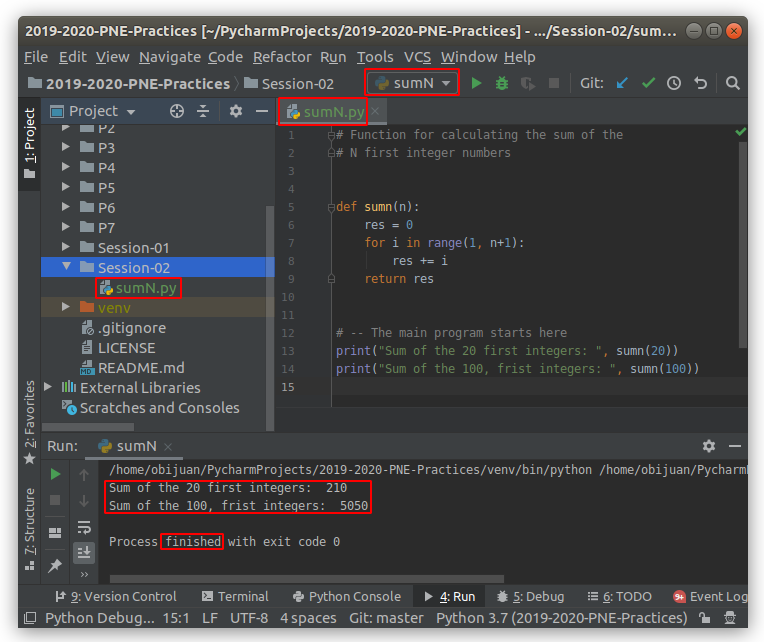 2019-2020-PNE-Practices [~/PycharmProjects/2019-2020-PNE-Practices] - .../Session-02/sum...
File Edit View Navigate Code Refactor Run Tools VCS Window Help
2019-2020-PNE-Practices Session-02 sumN Git:
1: Project
Project
P2
P3
P4
P5
P6
P7
Session-01
Session-02
sumN.py
venv
.gitignore
LICENSE
README.md
External Libraries
Scratches and Consoles
sumN.py
1 # Function for calculating the sum of the
2 # N first integer numbers
3
4
5 def sumn(n):
6 res = 0
7 for i in range(1, n+1):
8 res += i
9 return res
10
11
12 # -- The main program starts here
13 print("Sum of the 20 first integers: ", sumn(20))
14 print("Sum of the 100, frist integers: ", sumn(100))
15
2: Favorites
7: Structure
Run: sumN
/home/obijuan/PycharmProjects/2019-2020-PNE-Practices/venv/bin/python /home/obijuan/Pycharm
Sum of the 20 first integers:  210
Sum of the 100, frist integers:  5050
Process finished with exit code 0
9: Version Control Terminal Python Console 4: Run 5: Debug 6: TODO 9+ Event Log
Python Debug... 15:1 LF UTF-8 4 spaces Git: master Python 3.7 (2019-2020-PNE-Practices)